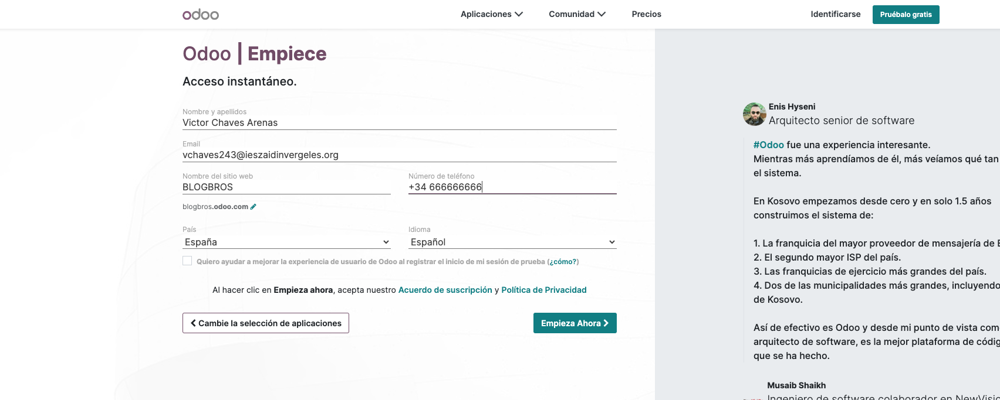 odoo
Aplicaciones
Comunidad
Precios
Identificarse
Pruébalo gratis
Odoo | Empiece
Acceso instantáneo.
Nombre y apellidos
Victor Chaves Arenas
Email
vchaves243@ieszaidinvergeles.org
Nombre del sitio web
BLOGBROS
Número de teléfono
+34 666666666
blogbros.odoo.com
País
España
Idioma
Español
Quiero ayudar a mejorar la experiencia de usuario de Odoo al registrar el inicio de mi sesión de prueba (¿cómo?)
Al hacer clic en Empieza ahora, acepta nuestro Acuerdo de suscripción y Política de Privacidad
Cambie la selección de aplicaciones
Empieza Ahora
Enis Hyseni
Arquitecto senior de software
#Odoo fue una experiencia interesante.
Mientras más aprendíamos de él, más veíamos qué tan
el sistema.
En Kosovo empezamos desde cero y en solo 1.5 años
construimos el sistema de:
1. La franquicia del mayor proveedor de mensajería de
2. El segundo mayor ISP del país.
3. Las franquicias de ejercicio más grandes del país.
4. Dos de las municipalidades más grandes, incluyendo
de Kosovo.
Así de efectivo es Odoo y desde mi punto de vista com
arquitecto de software, es la mejor plataforma de códig
que se ha hecho.
Musaib Shaikh
Ingeniero de software colaborador en NewVisi